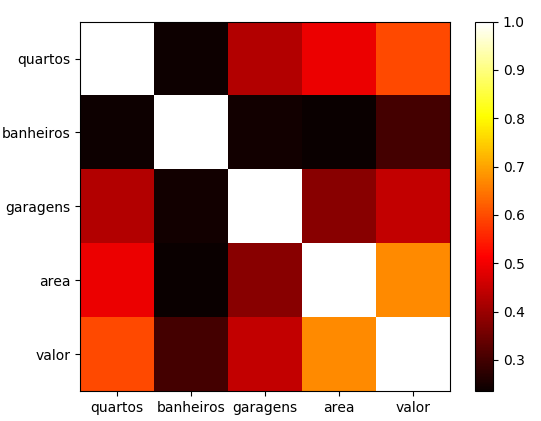 quartos
banheiros
garagens
area
valor
quartos banheiros garagens area valor
1.0
0.9
0.8
0.7
0.6
0.5
0.4
0.3